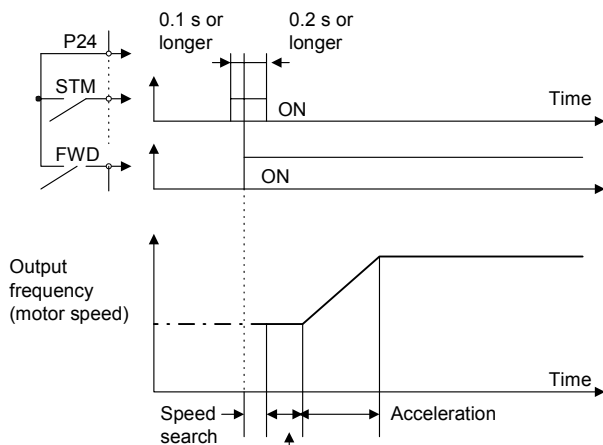 0.1 s or
longer
0.2 s or
longer
P24
STM
ON
Time
FWD
ON
Output
frequency
(motor speed)
Time
Speed
search
Acceleration